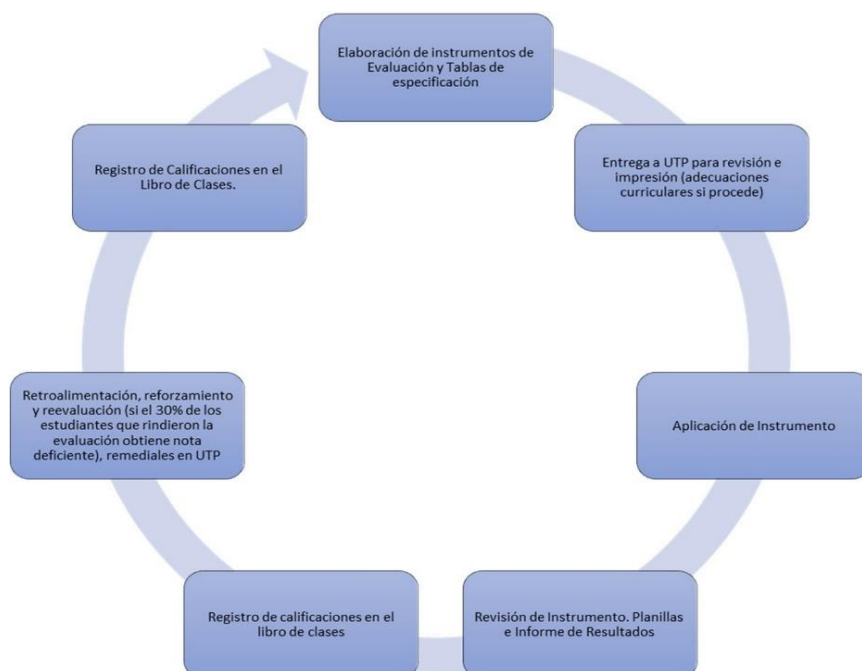 Elaboración de instrumentos de
Evaluación y Tablas de
especificación
Entrega a UTP para revisión e
impresión (adecuaciones
curriculares si procede)
Aplicación de Instrumento
Revisión de Instrumento. Planillas
e Informe de Resultados
Registro de calificaciones en el
libro de clases
Retroalimentación, reforzamiento
y reevaluación (si el 30% de los
estudiantes que rindieron la
evaluación obtiene nota
deficiente), remediales en UTP
Registro de Calificaciones en el
Libro de Clases.